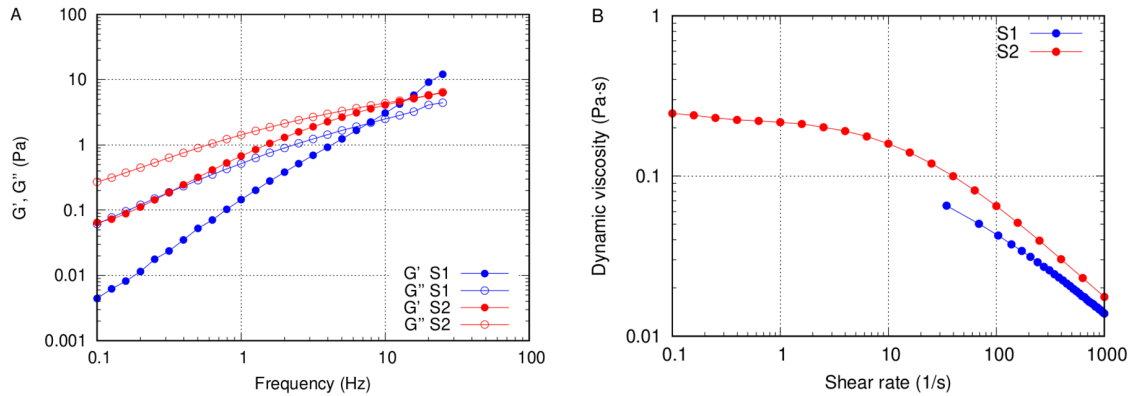 A
G', G'' (Pa)
100
10
1
0.1
0.01
0.001
G' S1
G'' S1
G' S2
G'' S2
0.1
1
10
100
Frequency (Hz)
B
Dynamic viscosity (Pa·s)
1
0.1
0.01
S1
S2
0.1
1
10
100
1000
Shear rate (1/s)